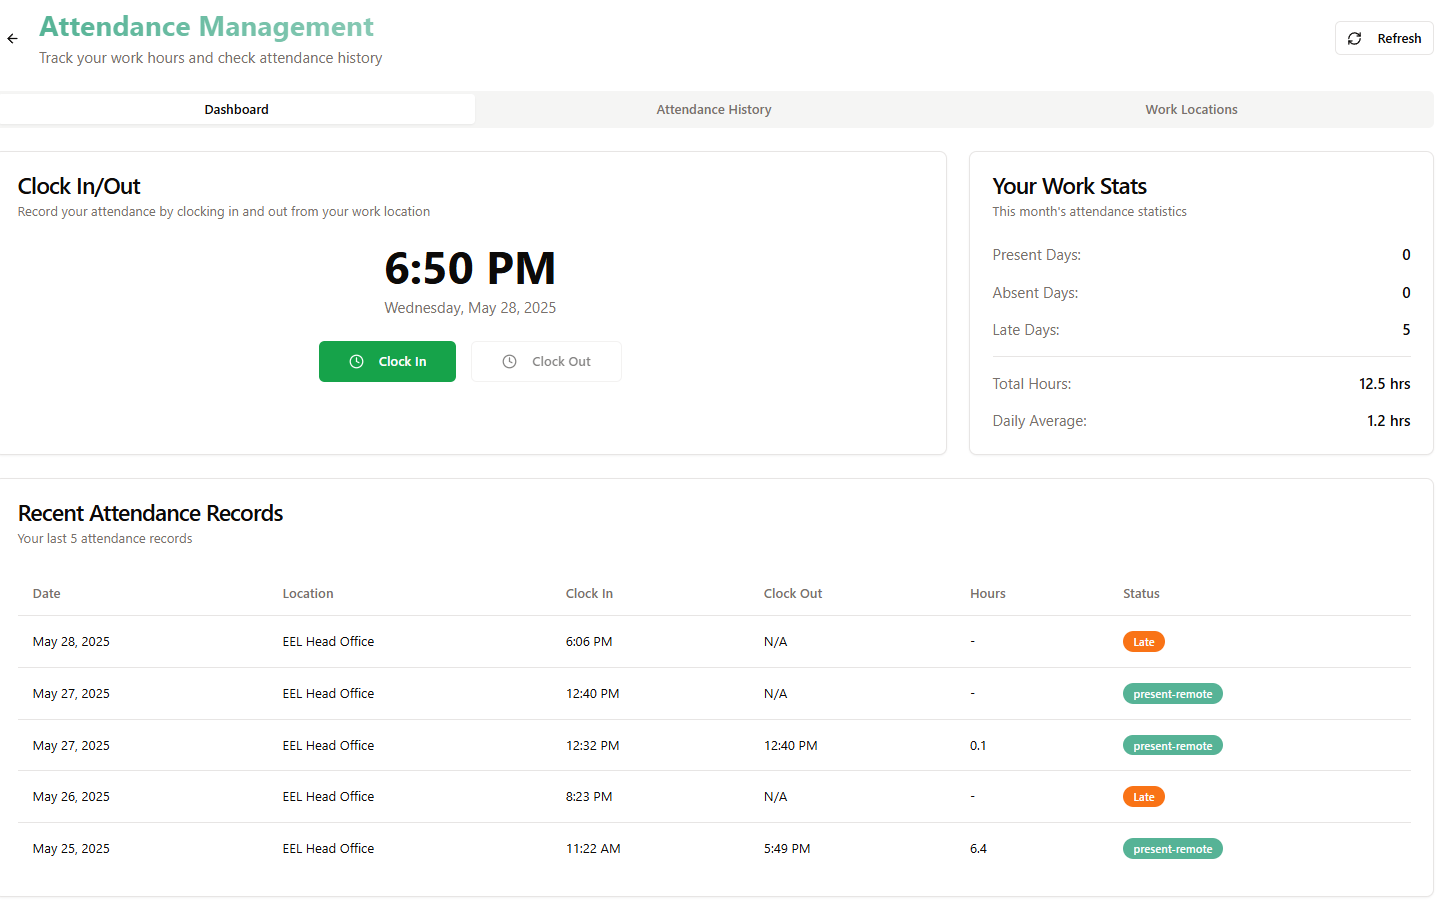 Attendance Management
Track your work hours and check attendance history
Refresh
Dashboard Attendance History Work Locations
Clock In/Out
Record your attendance by clocking in and out from your work location
6:50 PM
Wednesday, May 28, 2025
Clock In Clock Out
Your Work Stats
This month's attendance statistics
Present Days: 0
Absent Days: 0
Late Days: 5
Total Hours: 12.5 hrs
Daily Average: 1.2 hrs
Recent Attendance Records
Your last 5 attendance records
Date Location Clock In Clock Out Hours Status
May 28, 2025 EEL Head Office 6:06 PM N/A - Late
May 27, 2025 EEL Head Office 12:40 PM N/A - present-remote
May 27, 2025 EEL Head Office 12:32 PM 12:40 PM 0.1 present-remote
May 26, 2025 EEL Head Office 8:23 PM N/A - Late
May 25, 2025 EEL Head Office 11:22 AM 5:49 PM 6.4 present-remote